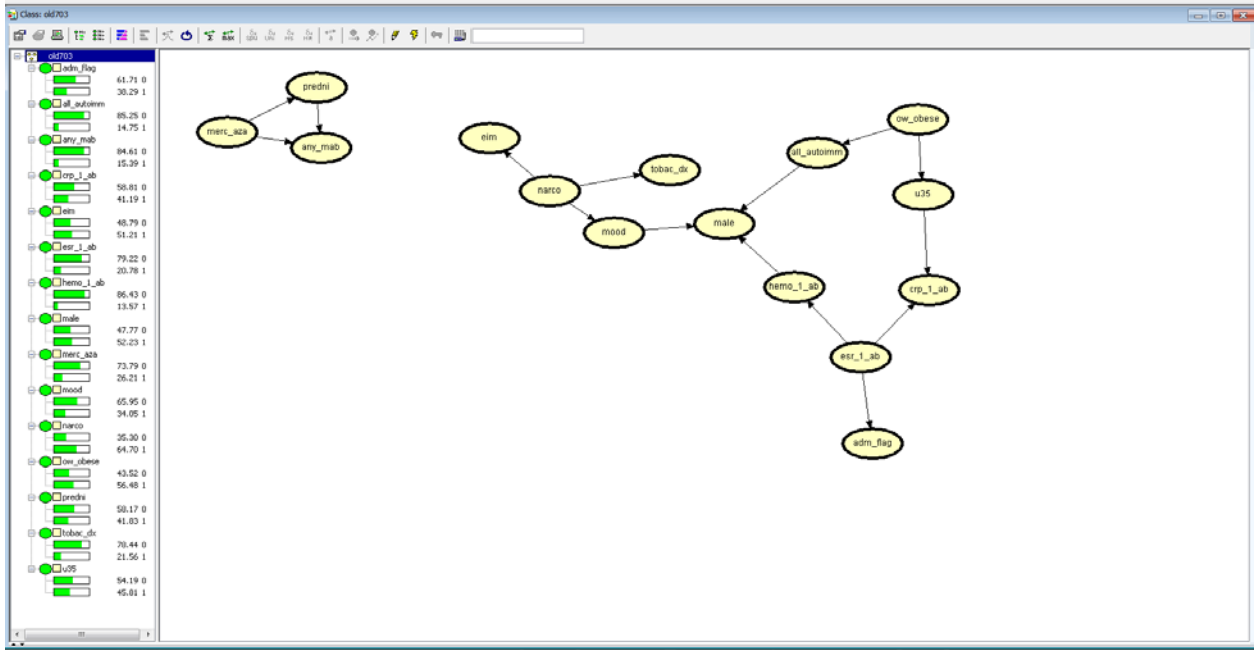 Class: old703
old703
adm_flag
61.71 0
38.29 1
all_autoimm
85.25 0
14.75 1
any_mab
84.61 0
15.39 1
crp_1_ab
58.81 0
41.19 1
eim
48.79 0
51.21 1
esr_1_ab
79.22 0
20.78 1
hemo_1_ab
86.43 0
13.57 1
male
47.77 0
52.23 1
merc_aza
73.79 0
26.21 1
mood
65.95 0
34.05 1
narco
35.30 0
64.70 1
ow_obese
43.52 0
56.48 1
predni
58.17 0
41.83 1
tobac_dx
78.44 0
21.56 1
u35
54.19 0
45.81 1
predni
merc_aza
any_mab
eim
tobac_dx
narco
mood
male
all_autoimm
ow_obese
u35
hemo_1_ab
crp_1_ab
esr_1_ab
adm_flag